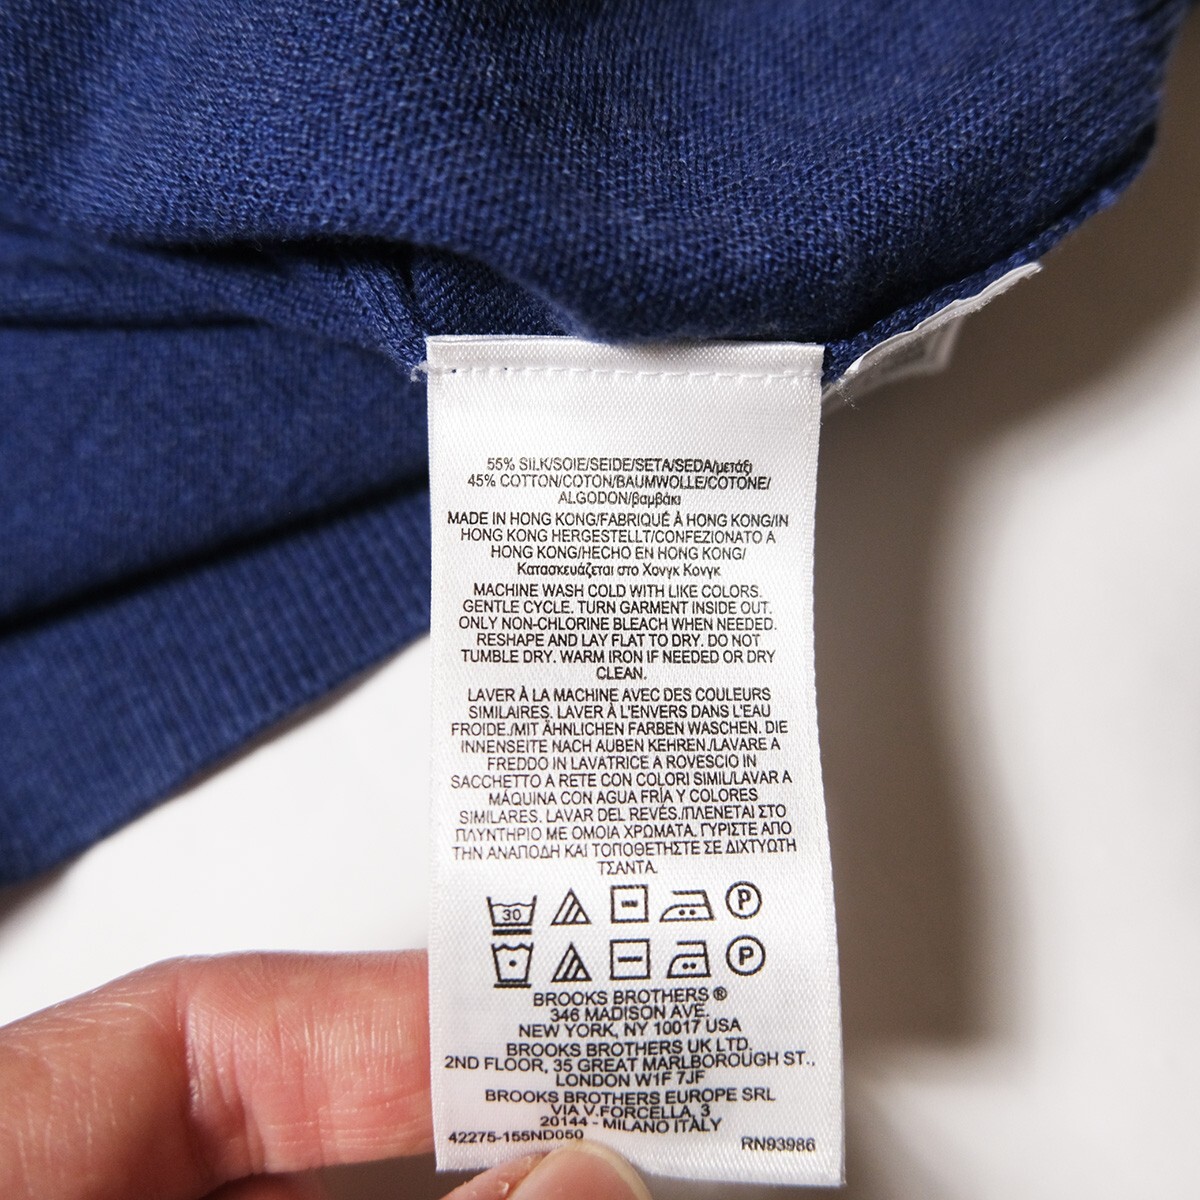 55% SILK/SOIE/SEIDE/SETA/SEDA/μετάξι
45% COTTON/COTON/BAUMWOLLE/COTONE/
ALGODON/βαμβάκι
MADE IN HONG KONG/FABRIQUÉ À HONG KONG/IN
HONG KONG HERGESTELLT/CONFEZIONATO A
HONG KONG/HECHO EN HONG KONG/
Κατασκευάζεται στο Χονγκ Κονγκ
MACHINE WASH COLD WITH LIKE COLORS.
GENTLE CYCLE. TURN GARMENT INSIDE OUT.
ONLY NON-CHLORINE BLEACH WHEN NEEDED.
RESHAPE AND LAY FLAT TO DRY. DO NOT
TUMBLE DRY. WARM IRON IF NEEDED OR DRY
CLEAN.
LAVER À LA MACHINE AVEC DES COULEURS
SIMILAIRES. LAVER À L'ENVERS DANS L'EAU
FROIDE./MIT ÄHNLICHEN FARBEN WASCHEN. DIE
INNENSEITE NACH AUBEN KEHREN./LAVARE A
FREDDO IN LAVATRICE A ROVESCIO IN
SACCHETTO A RETE CON COLORI SIMILI/LAVAR A
MÁQUINA CON AGUA FRÍA Y COLORES
SIMILARES. LAVAR DEL REVÉS./ΠΛΕΝΕΤΑΙ ΣΤΟ
ΠΛΥΝΤΗΡΙΟ ΜΕ ΟΜΟΙΑ ΧΡΩΜΑΤΑ. ΓΥΡΙΣΤΕ ΑΠΟ
ΤΗΝ ΑΝΑΠΟΔΗ ΚΑΙ ΤΟΠΟΘΕΤΗΣΤΕ ΣΕ ΔΙΧΤΥΩΤΗ
ΤΣΑΝΤΑ.
30 P
P
BROOKS BROTHERS ®
346 MADISON AVE.
NEW YORK, NY 10017 USA
BROOKS BROTHERS UK LTD.
2ND FLOOR, 35 GREAT MARLBOROUGH ST.,
LONDON W1F 7JF
BROOKS BROTHERS EUROPE SRL
VIA V.FORCELLA, 3
20144 - MILANO ITALY
42275-155ND050 RN93986